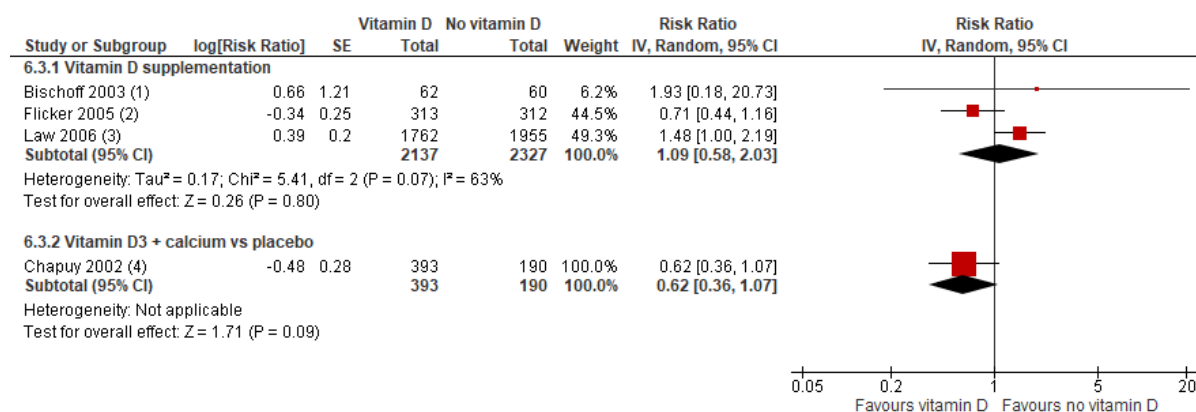 Vitamin D No vitamin D Risk Ratio Risk Ratio
Study or Subgroup log[Risk Ratio] SE Total Total Weight IV, Random, 95% CI IV, Random, 95% CI
6.3.1 Vitamin D supplementation
Bischoff 2003 (1) 0.66 1.21 62 60 6.2% 1.93 [0.18, 20.73]
Flicker 2005 (2) -0.34 0.25 313 312 44.5% 0.71 [0.44, 1.16]
Law 2006 (3) 0.39 0.2 1762 1955 49.3% 1.48 [1.00, 2.19]
Subtotal (95% CI) 2137 2327 100.0% 1.09 [0.58, 2.03]
Heterogeneity: Tau² = 0.17; Chi² = 5.41, df = 2 (P = 0.07); I² = 63%
Test for overall effect: Z = 0.26 (P = 0.80)
6.3.2 Vitamin D3 + calcium vs placebo
Chapuy 2002 (4) -0.48 0.28 393 190 100.0% 0.62 [0.36, 1.07]
Subtotal (95% CI) 393 190 100.0% 0.62 [0.36, 1.07]
Heterogeneity: Not applicable
Test for overall effect: Z = 1.71 (P = 0.09)
0.05 0.2 1 5 20
Favours vitamin D Favours no vitamin D